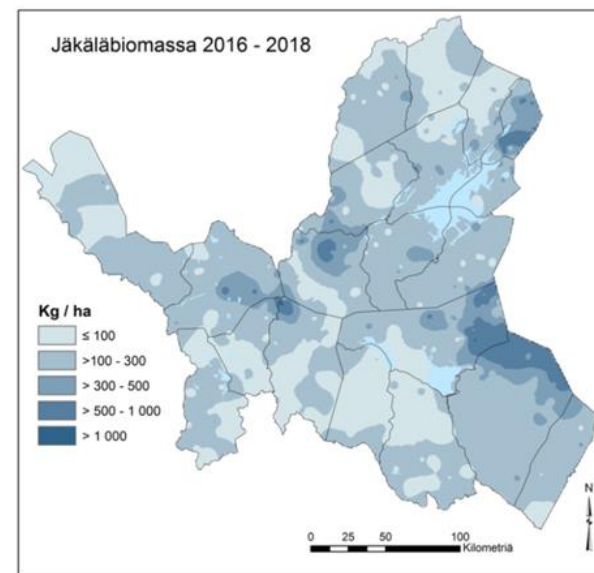 Jäkäläbiomassa 2016 - 2018
Kg / ha
≤ 100
>100 - 300
> 300 - 500
> 500 - 1 000
> 1 000
N
0 25 50 100
Kilometriä